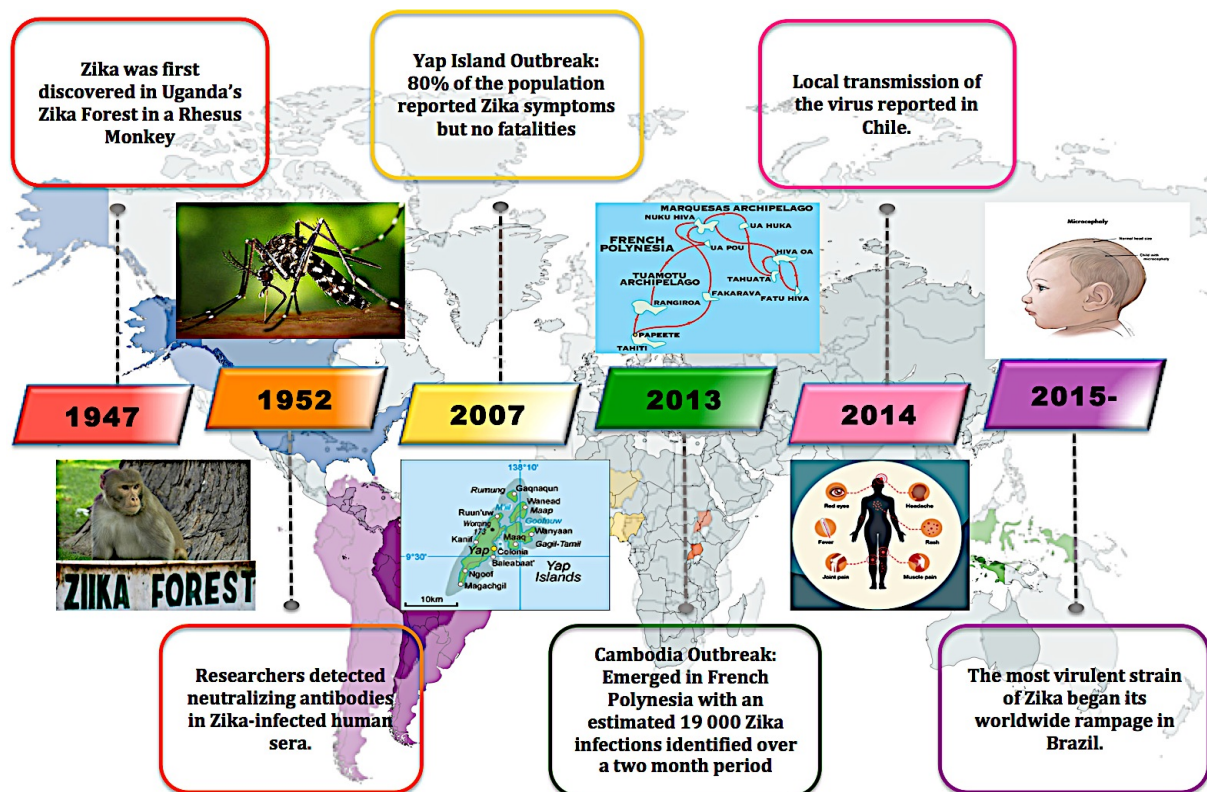 Zika was first
discovered in Uganda's
Zika Forest in a Rhesus
Monkey
Yap Island Outbreak:
80% of the population
reported Zika symptoms
but no fatalities
Local transmission of
the virus reported in
Chile.
MARQUESAS ARCHIPELAGO
NUKU HIVA
UA HUKA
FRENCH
POLYNESIA
UA POU
HIVA OA
TUAMOTU
ARCHIPELAGO
TAHUATA
FAKARAVA
FATU HIVA
RANGIROA
PAPEETE
TAHITI
Microcephaly
Normal head size
Child with
microcephaly
1947
1952
2007
2013
2014
2015-
ZIIKA FOREST
138°10'
Rumung
Gaqnaqun
Wanead
Maap
Ruun'uw
Kanif
173
Wanyaan
Maaq
Gagil-Tamil
9°30'
Yap
Colonia
Baleabaat'
Yap
Islands
Ngoof
Magachgil
10km
Red eyes
Headache
Fever
Rash
Joint pain
Muscle pain
Researchers detected
neutralizing antibodies
in Zika-infected human
sera.
Cambodia Outbreak:
Emerged in French
Polynesia with an
estimated 19 000 Zika
infections identified over
a two month period
The most virulent strain
of Zika began its
worldwide rampage in
Brazil.